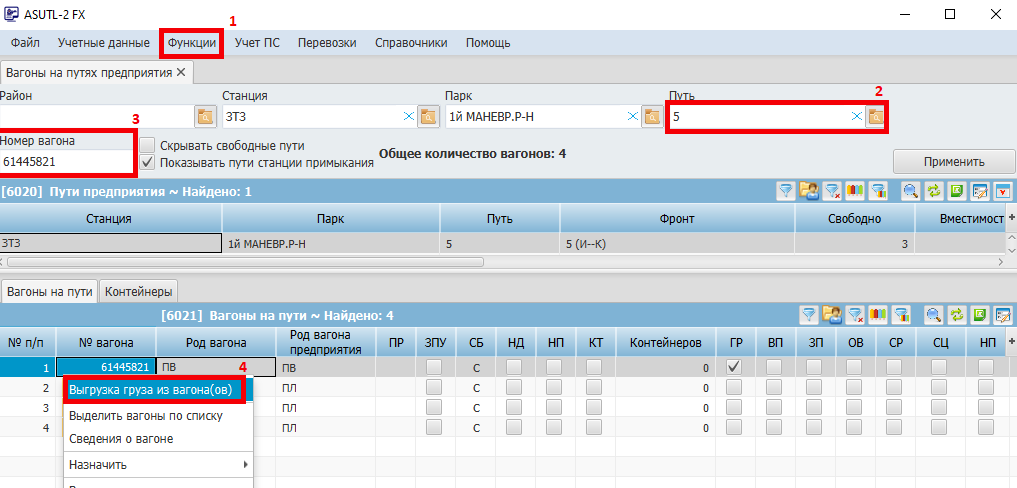 ASUTL-2 FX
1
Файл Учетные данные Функции Учет ПС Перевозки Справочники Помощь
Вагоны на путях предприятия
2
Район Станция Парк Путь
ЗТЗ 1й МАНЕВР.Р-Н 5
3
Номер вагона Скрывать свободные пути
61445821 Показывать пути станции примыкания Общее количество вагонов: 4 Применить
[6020] Пути предприятия ~ Найдено: 1
Станция Парк Путь Фронт Свободно Вместимост
ЗТЗ 1й МАНЕВР.Р-Н 5 5 (И--К) 3
Вагоны на пути Контейнеры
[6021] Вагоны на пути ~ Найдено: 4
№ п/п № вагона Род вагона Род вагона предприятия ПР ЗПУ СБ НД НП КТ Контейнеров ГР ВП ЗП ОВ СР СЦ НП
1 61445821 ПВ ПВ С 0
4
2 ПЛ С 0
3 ПЛ С 0
4 ПЛ С 0
Выгрузка груза из вагона(ов)
Выделить вагоны по списку
Сведения о вагоне
Назначить